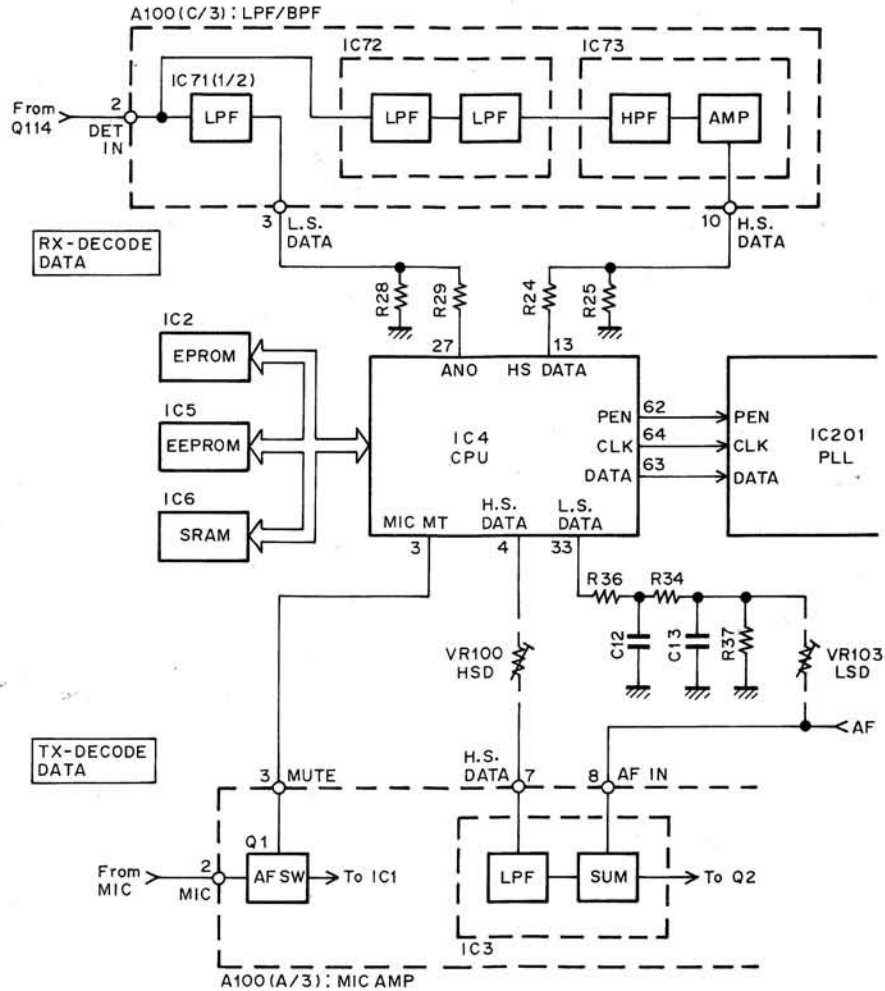 A100(C/3): LPF/BPF
IC72
IC73
IC71(1/2)
From
Q114
2
DET
IN
LPF
LPF
LPF
HPF
AMP
3
L.S.
DATA
10
H.S.
DATA
RX-DECODE
DATA
R28
R29
R24
R25
IC2
EPROM
27
ANO
13
HS DATA
IC5
EEPROM
IC4
CPU
PEN
62
PEN
CLK
64
CLK
DATA
63
DATA
IC201
PLL
IC6
SRAM
MIC MT
3
H.S.
DATA
4
L.S.
DATA
33
R36
R34
C12
C13
R37
VR100
HSD
VR103
LSD
AF
TX-DECODE
DATA
3
MUTE
H.S.
DATA
7
8
AF IN
Q1
From
MIC
2
MIC
AF SW
To IC1
LPF
SUM
To Q2
IC3
A100(A/3): MIC AMP